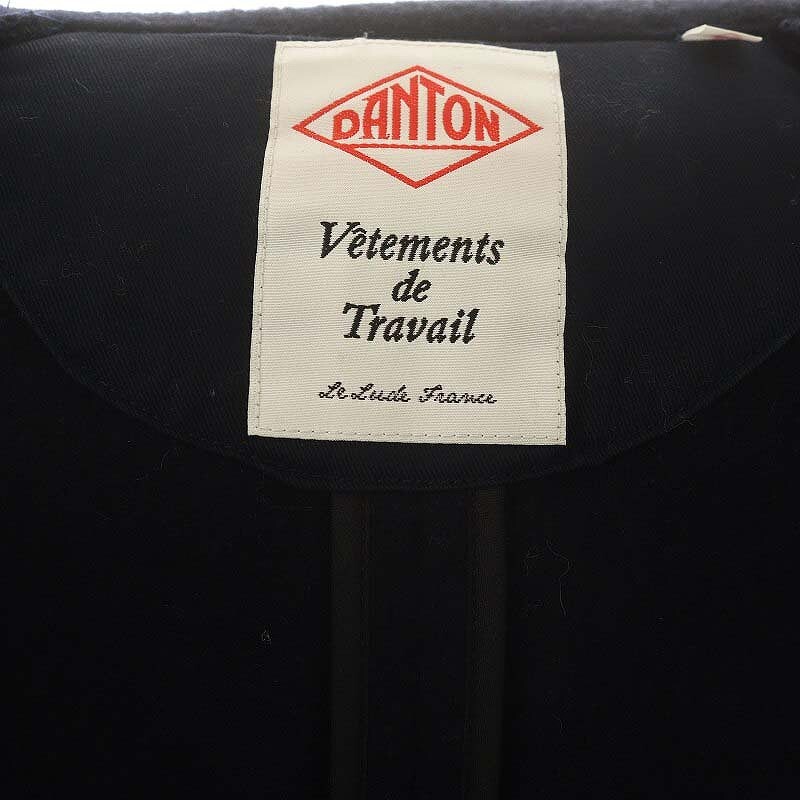 DANTON
Vêtements
de
Travail
Le Lude France